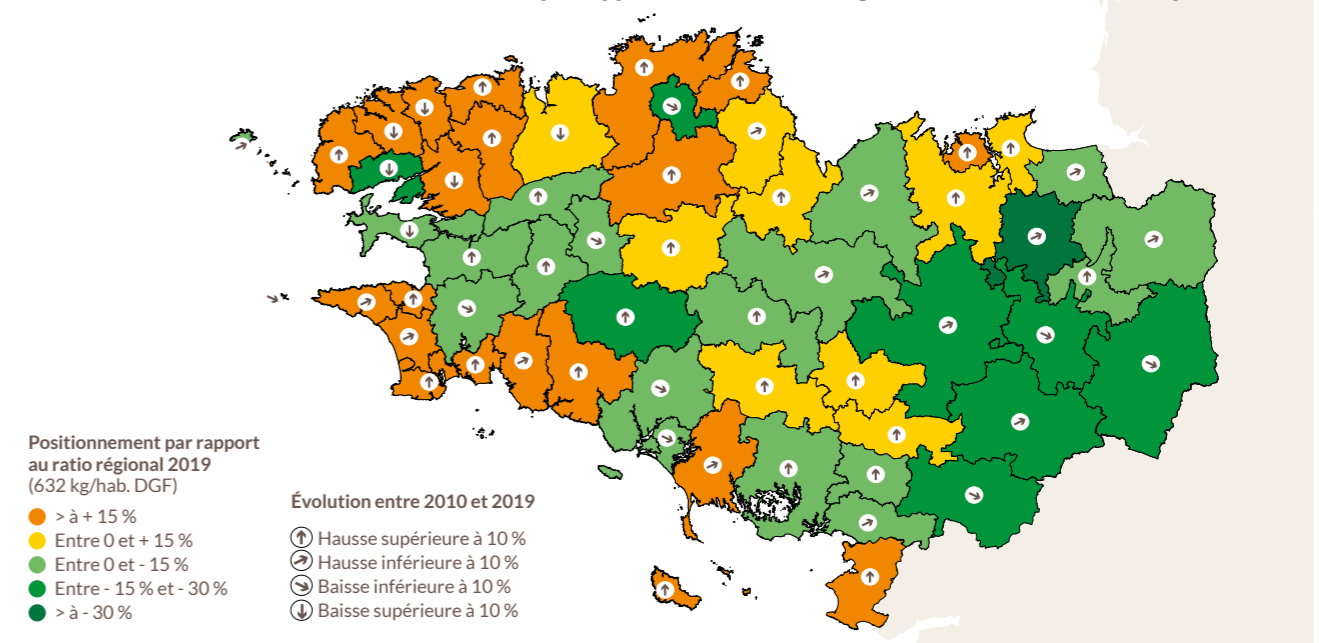 Positionnement par rapport
au ratio régional 2019
(632 kg/hab. DGF)
> à + 15 %
Entre 0 et + 15 %
Entre 0 et - 15 %
Entre - 15 % et - 30 %
> à - 30 %
Évolution entre 2010 et 2019
Hausse supérieure à 10 %
Hausse inférieure à 10 %
Baisse inférieure à 10 %
Baisse supérieure à 10 %